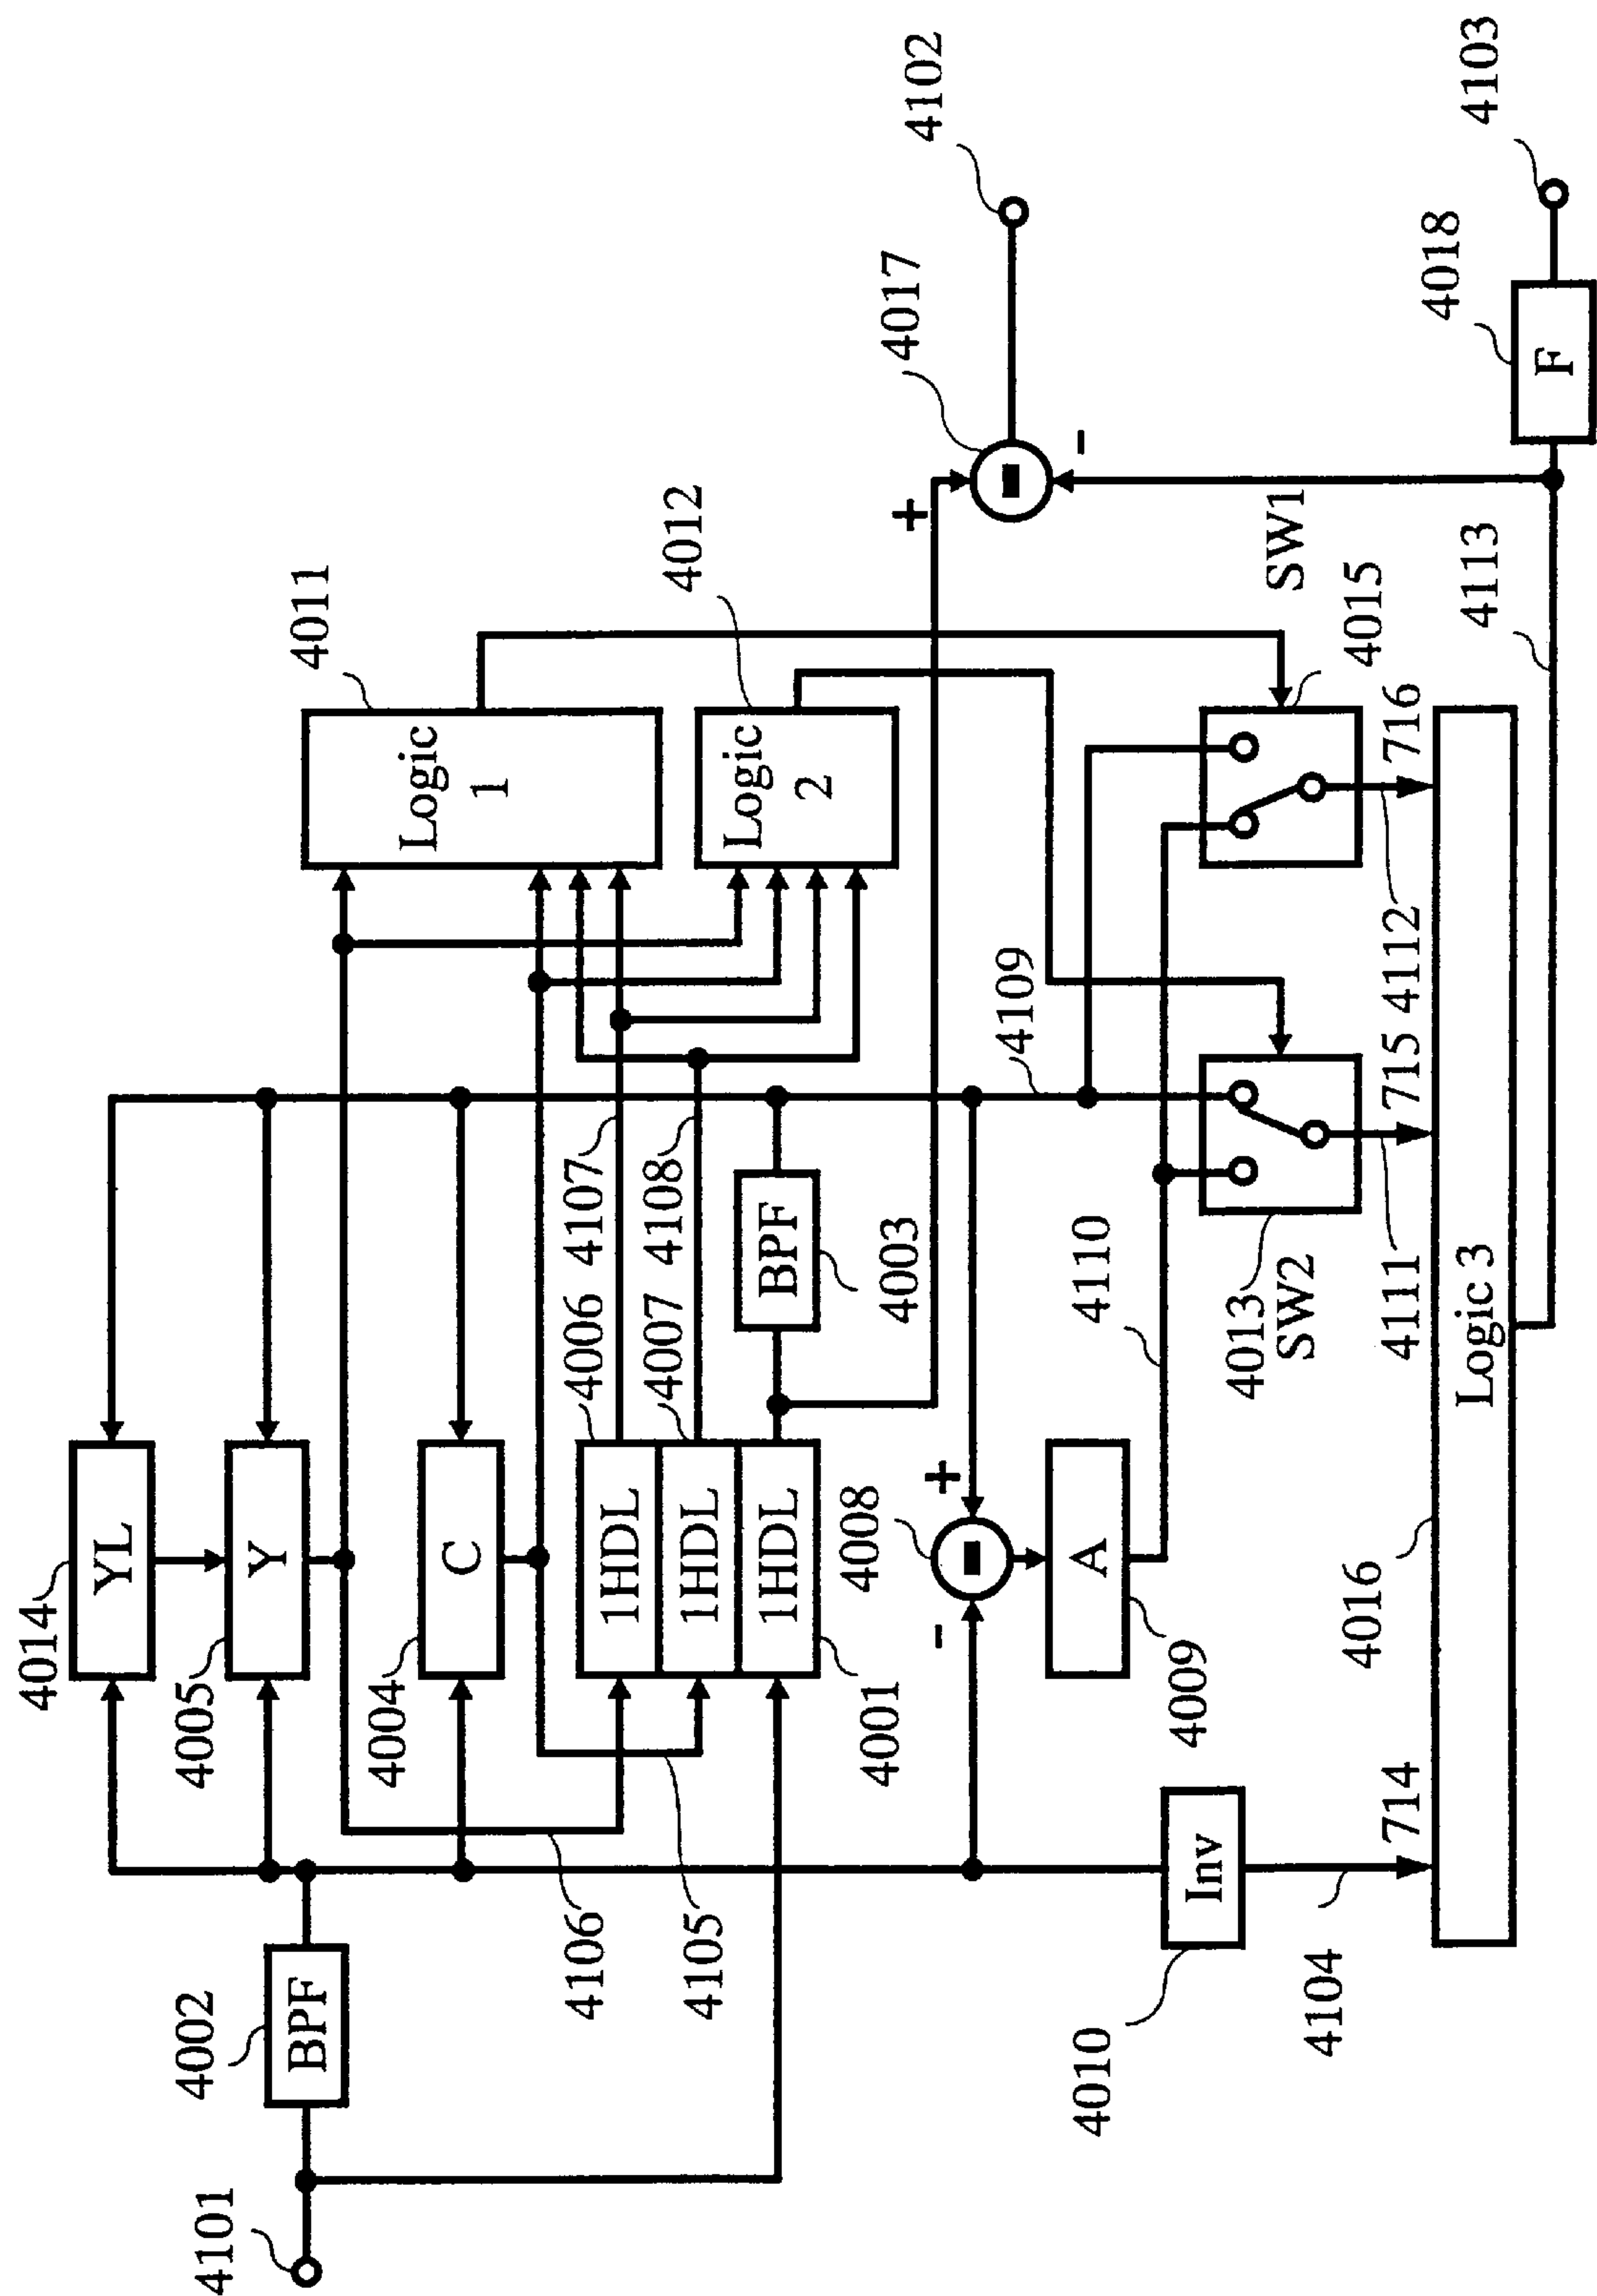 4101
4002
BPF
4014
YL
4005
Y
4004
C
4106
4105
4006
4107
1HDL
4007
4108
1HDL
1HDL
4001
BPF
4003
4011
Logic
1
4012
Logic
2
4017
+
-
4102
4008
-
+
A
4009
4110
4109
4010
Inv
4104
714
4013
SW2
4111
715
SW1
4015
4112
716
4016
Logic 3
4113
4018
F
4103